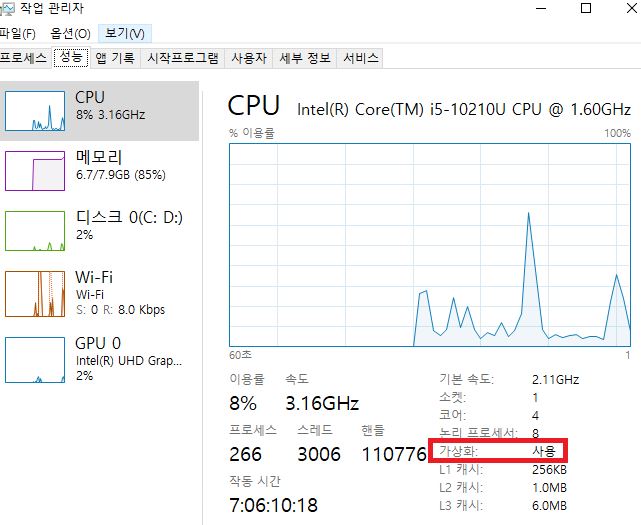 작업 관리자
파일(F) 옵션(O) 보기(V)
프로세스 성능 앱 기록 시작프로그램 사용자 세부 정보 서비스
CPU
8% 3.16GHz
메모리
6.7/7.9GB (85%)
디스크 0(C: D:)
2%
Wi-Fi
Wi-Fi
S: 0 R: 8.0 Kbps
GPU 0
Intel(R) UHD Grap...
2%
CPU Intel(R) Core(TM) i5-10210U CPU @ 1.60GHz
% 이용률 100%
60초 1
이용률 속도
8% 3.16GHz
프로세스 스레드 핸들
266 3006 110776
작동 시간
7:06:10:18
기본 속도: 2.11GHz
소켓: 1
코어: 4
논리 프로세서: 8
가상화: 사용
L1 캐시: 256KB
L2 캐시: 1.0MB
L3 캐시: 6.0MB